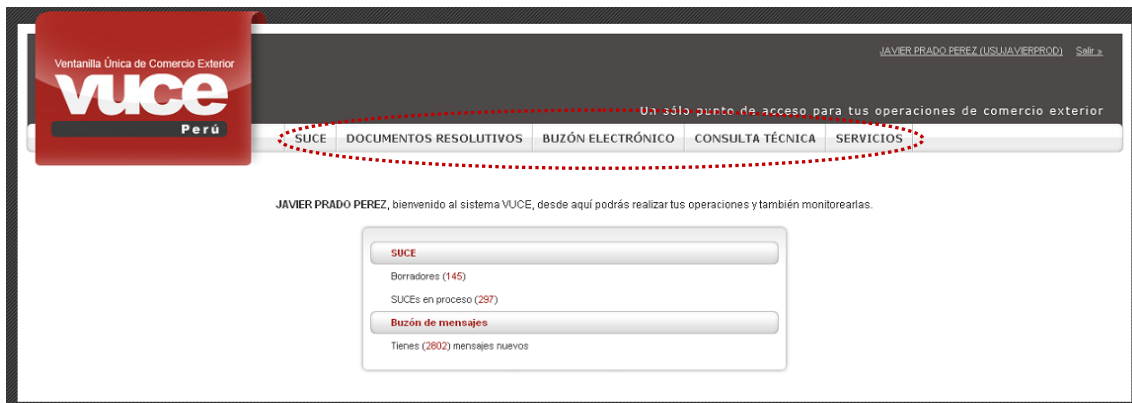 JAVIER PRADO PEREZ (USUJAVIERPROD) Salir »
Ventanilla Única de Comercio Exterior
vuce
Perú
Un sólo punto de acceso para tus operaciones de comercio exterior
SUCE DOCUMENTOS RESOLUTIVOS BUZÓN ELECTRÓNICO CONSULTA TÉCNICA SERVICIOS
JAVIER PRADO PEREZ, bienvenido al sistema VUCE, desde aquí podrás realizar tus operaciones y también monitorearlas.
SUCE
Borradores (145)
SUCEs en proceso (297)
Buzón de mensajes
Tienes (2802) mensajes nuevos